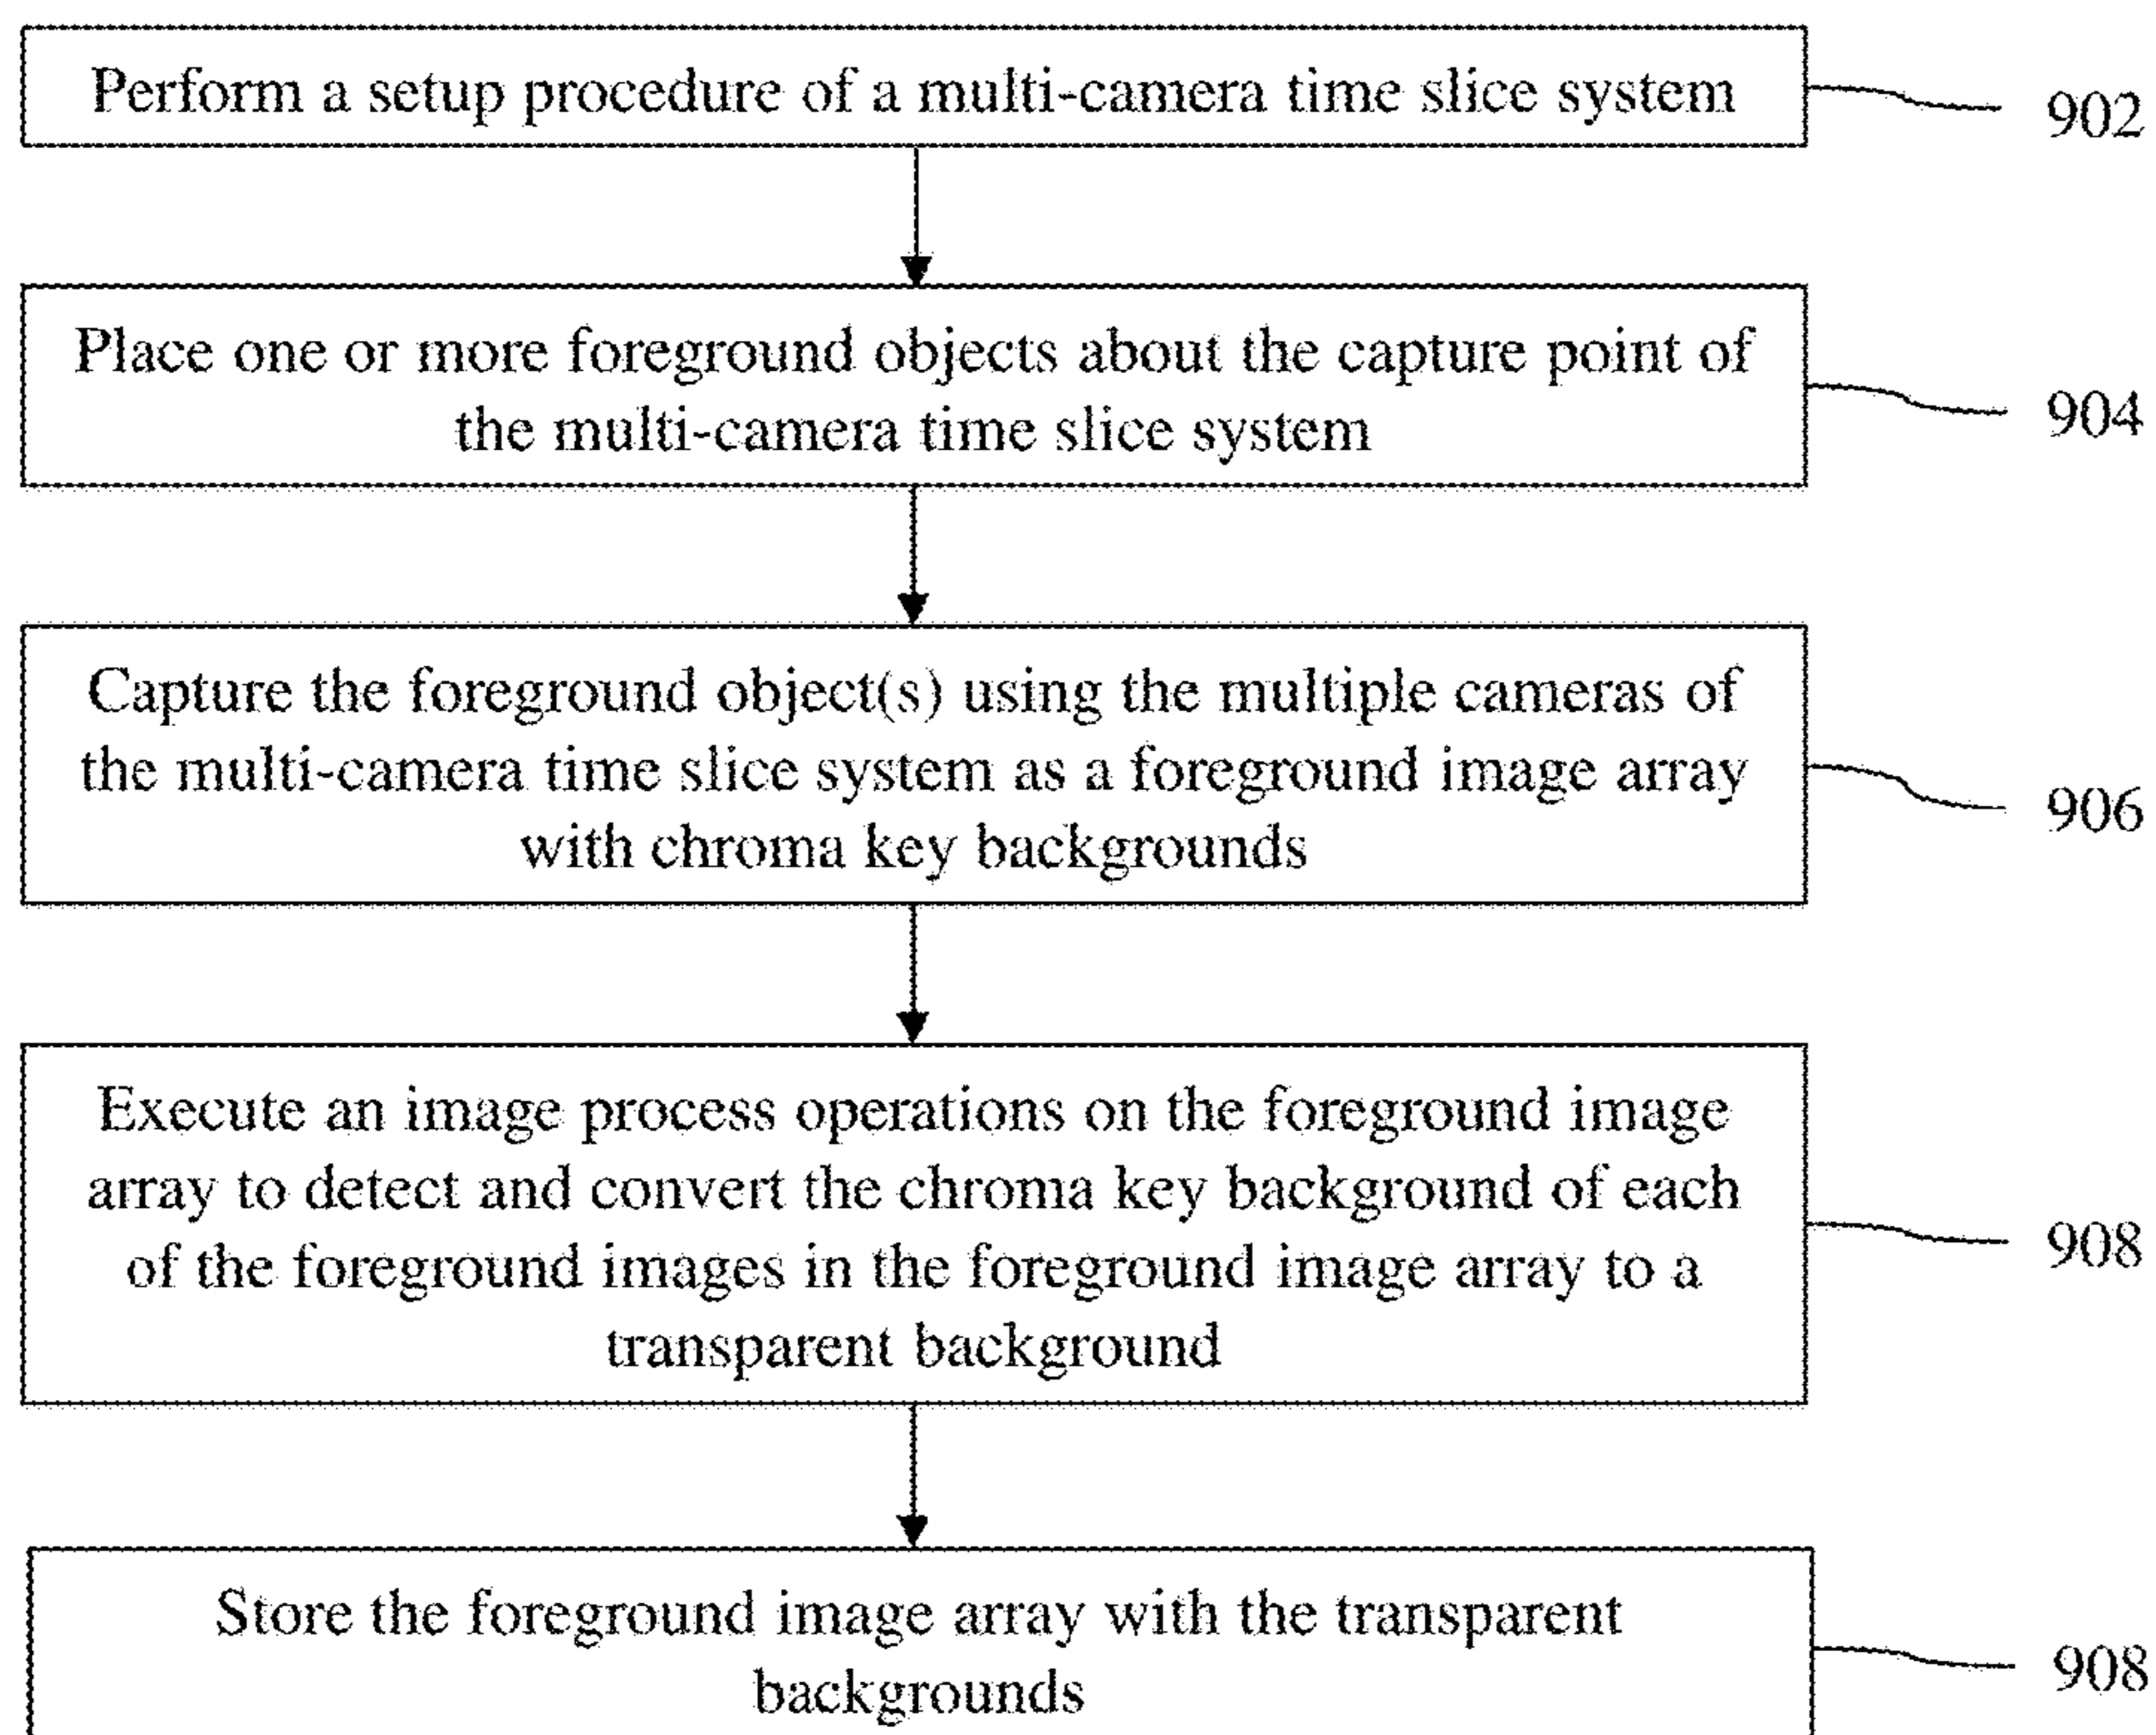 Perform a setup procedure of a multi-camera time slice system
902
Place one or more foreground objects about the capture point of
the multi-camera time slice system
904
Capture the foreground object(s) using the multiple cameras of
the multi-camera time slice system as a foreground image array
with chroma key backgrounds
906
Execute an image process operations on the foreground image
array to detect and convert the chroma key background of each
of the foreground images in the foreground image array to a
transparent background
908
Store the foreground image array with the transparent
backgrounds
908